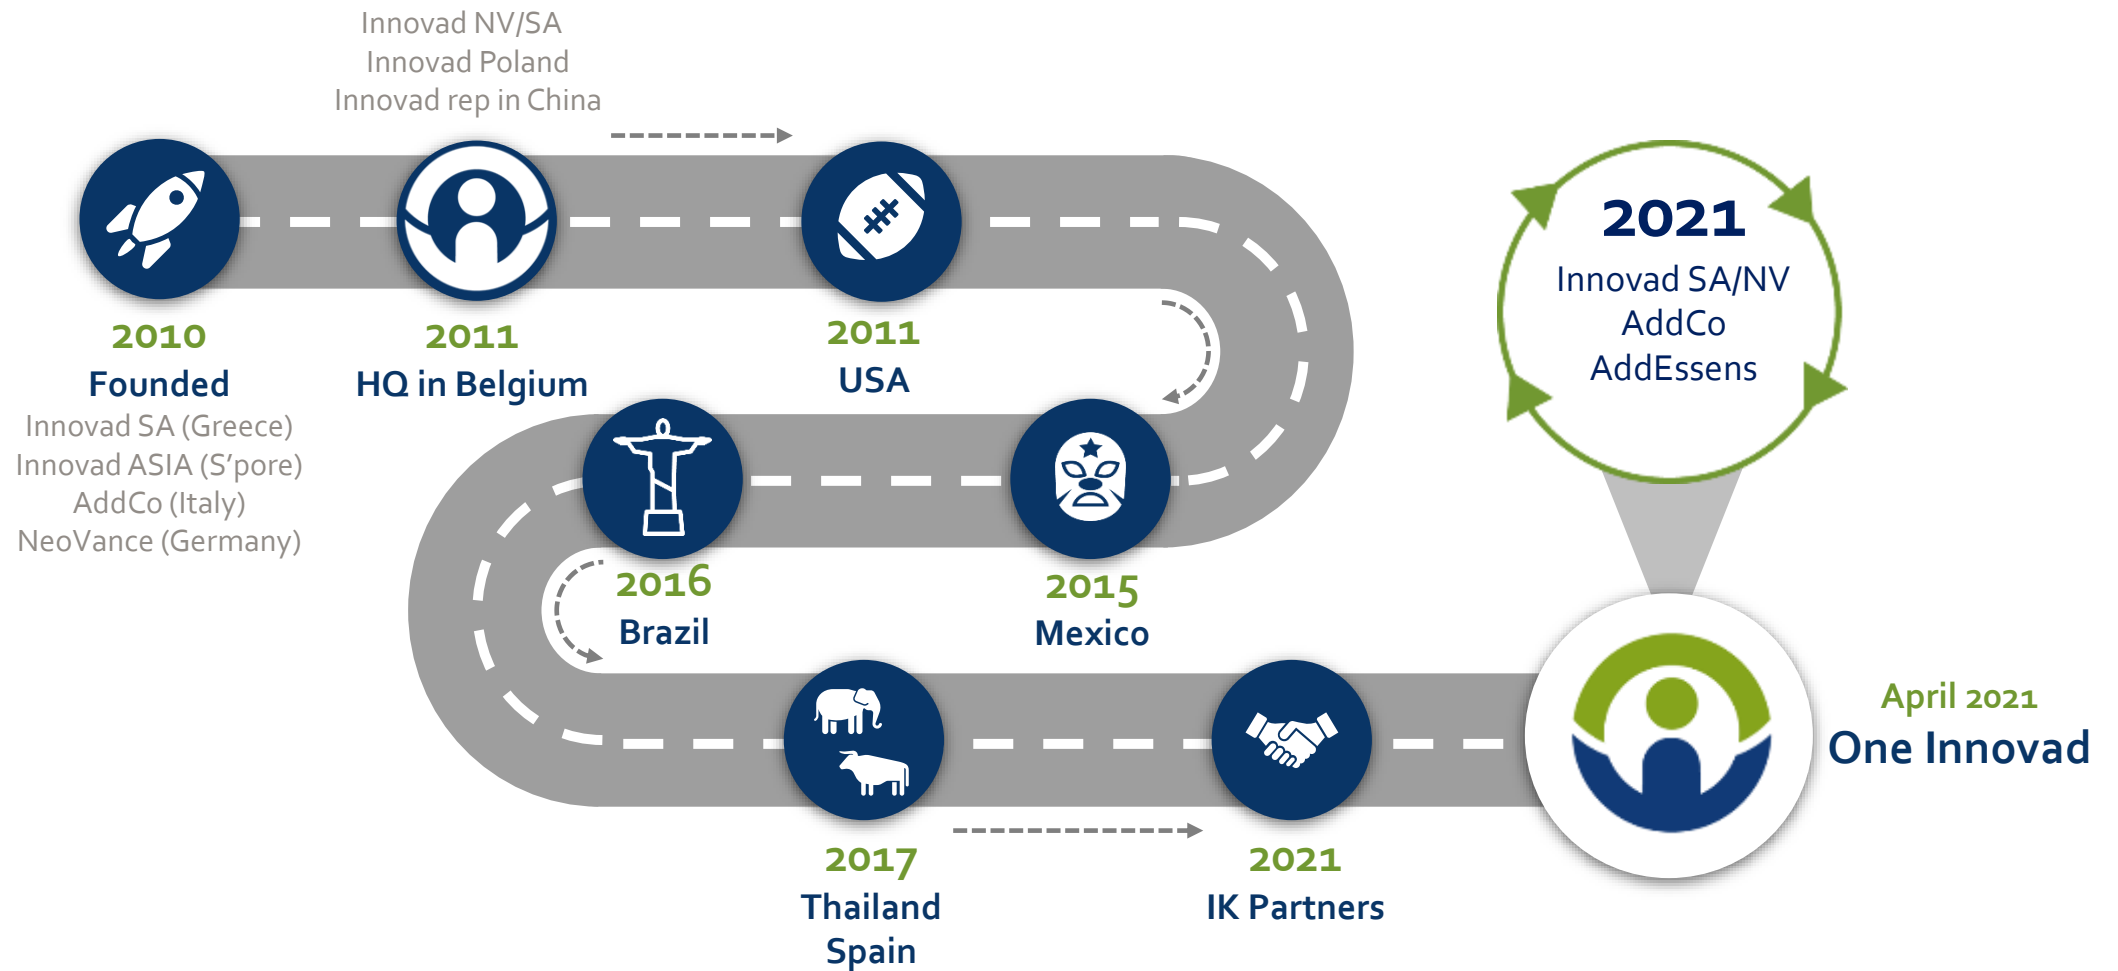 Innovad NV/SA
Innovad Poland
Innovad rep in China
2010
Founded
Innovad SA (Greece)
Innovad ASIA (S’pore)
AddCo (Italy)
NeoVance (Germany)
2011
HQ in Belgium
2011
USA
2015
Mexico
2016
Brazil
2017
Thailand
Spain
2021
IK Partners
2021
Innovad SA/NV
AddCo
AddEssens
April 2021
One Innovad